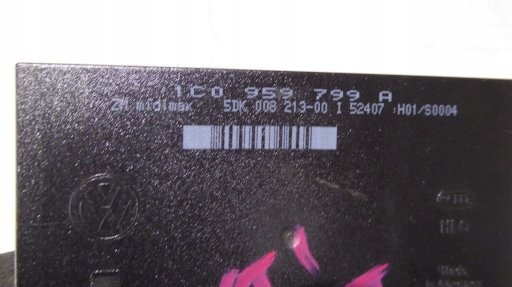 1C0 959 799 A
ZM midimax 5DK 008 213-00 I 52407 :H01/S0004